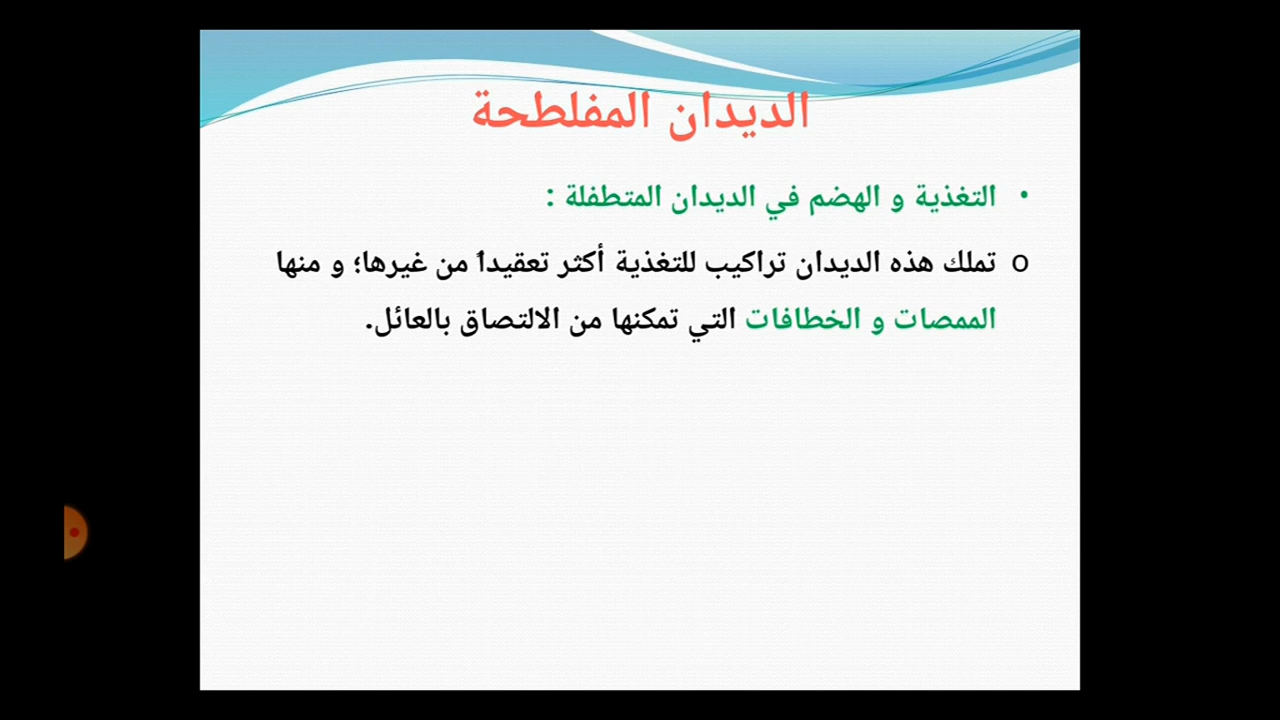 الديدان المفلطحة
• التغذية و الهضم في الديدان المتطفلة :
o تملك هذه الديدان تراكيب للتغذية أكثر تعقيداً من غيرها؛ و منها
الممصات و الخطافات التي تمكنها من الالتصاق بالعائل.